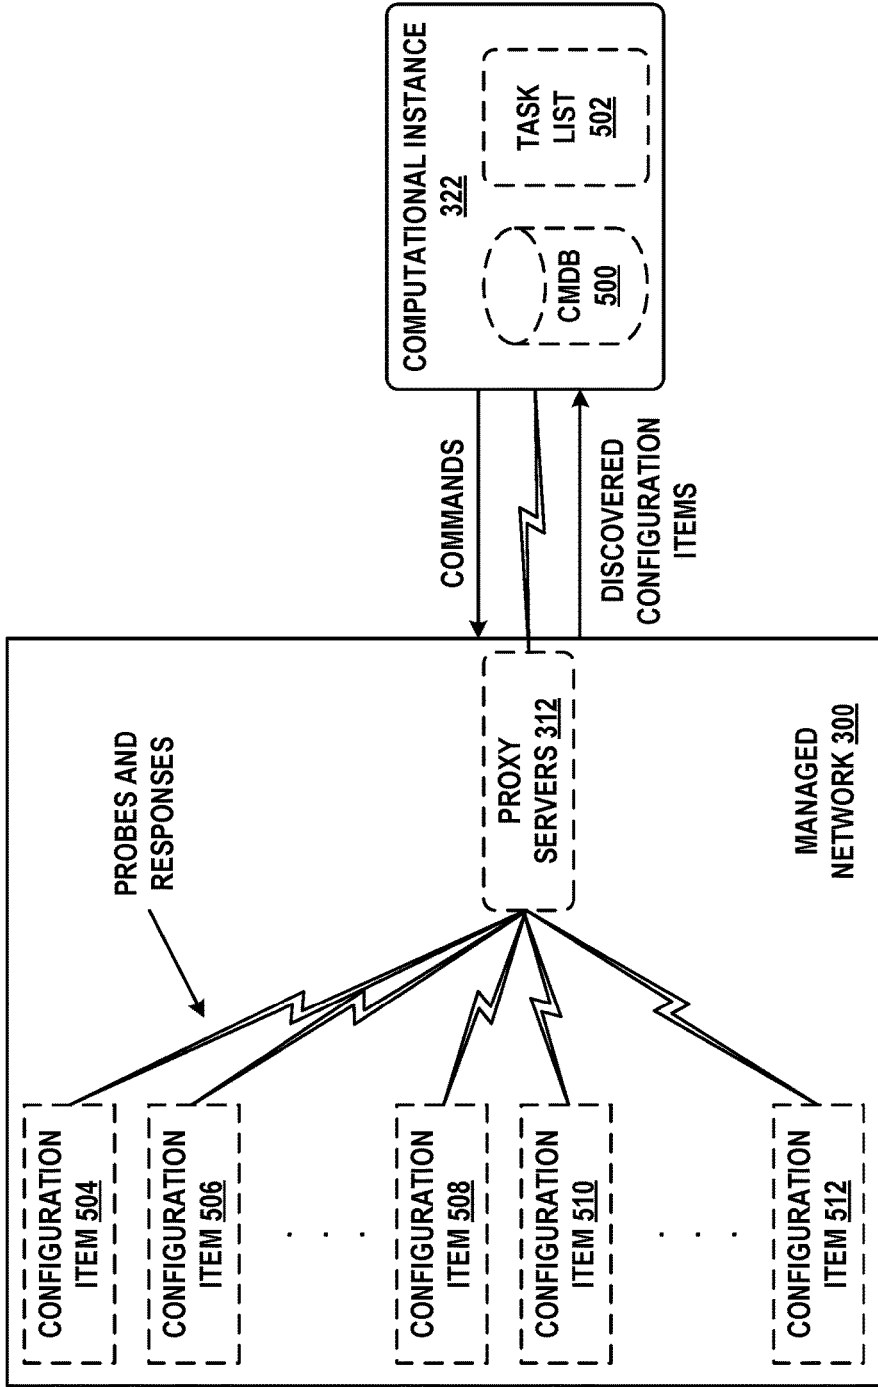 CONFIGURATION
ITEM 504
CONFIGURATION
ITEM 506
. . .
CONFIGURATION
ITEM 508
CONFIGURATION
ITEM 510
. . .
CONFIGURATION
ITEM 512
PROBES AND
RESPONSES
PROXY
SERVERS 312
MANAGED
NETWORK 300
COMMANDS
DISCOVERED
CONFIGURATION
ITEMS
COMPUTATIONAL INSTANCE
322
CMDB
500
TASK
LIST
502